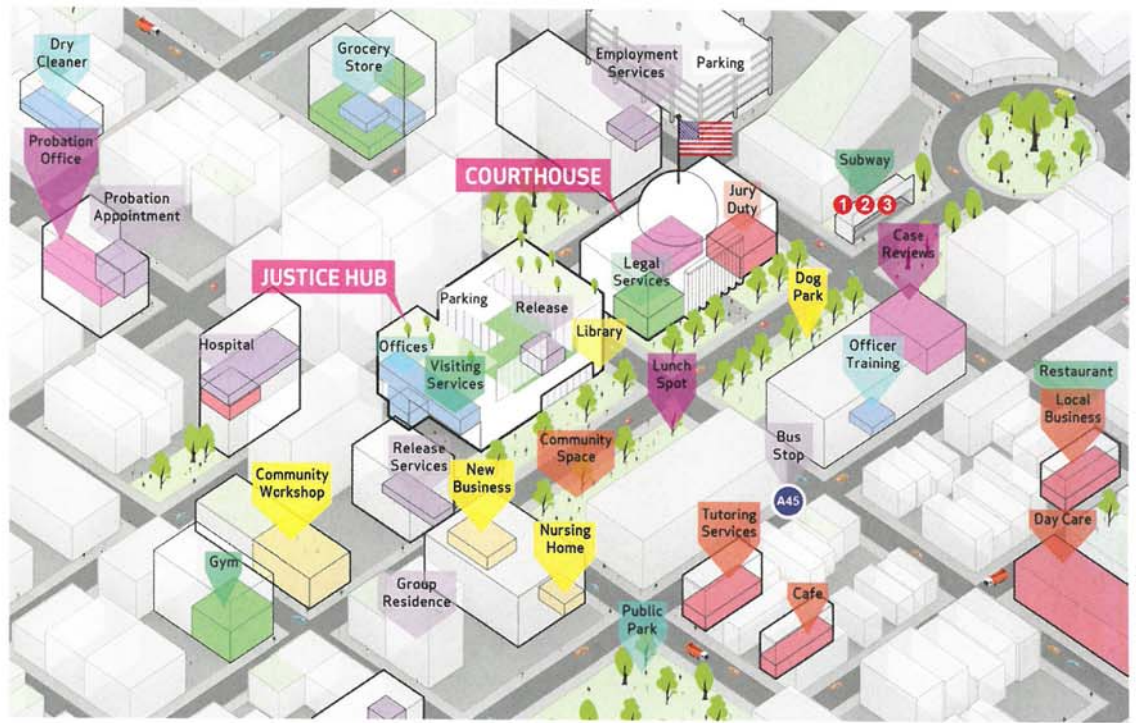 Dry
Cleaner
Grocery
Store
Employment
Services
Parking
Probation
Office
Probation
Appointment
COURTHOUSE
Subway
1 2 3
Jury
Duty
Case
Reviews
JUSTICE HUB
Legal
Services
Parking
Release
Dog
Park
Library
Hospital
Offices
Visiting
Services
Lunch
Spot
Officer
Training
Restaurant
Local
Business
Release
Services
New
Business
Community
Space
Bus
Stop
A45
Community
Workshop
Nursing
Home
Tutoring
Services
Day Care
Gym
Group
Residence
Cafe
Public
Park